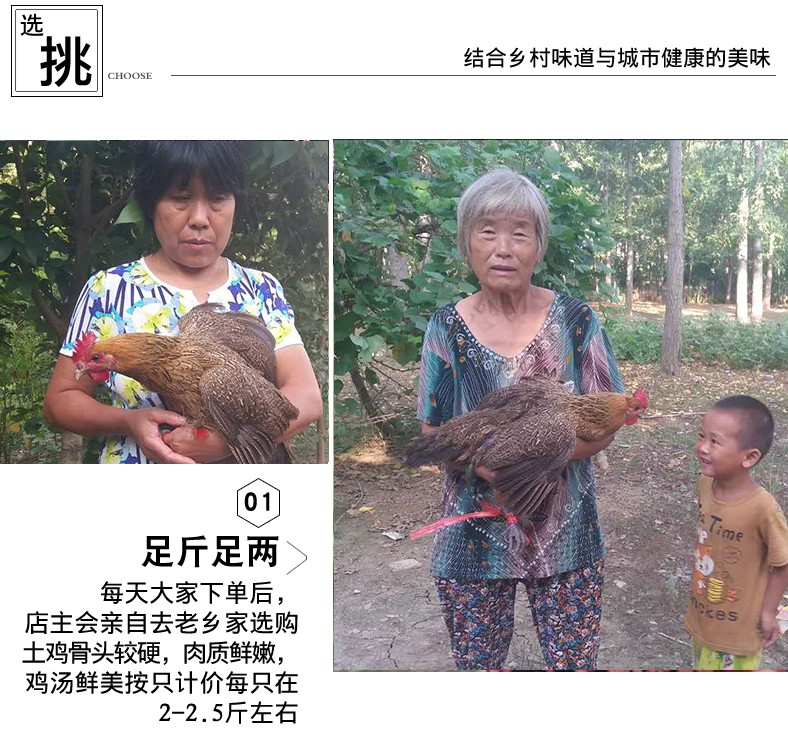 选
挑
CHOOSE
结合乡村味道与城市健康的美味
01
足斤足两
每天大家下单后，
店主会亲自去老乡家选购
土鸡骨头较硬，肉质鲜嫩，
鸡汤鲜美按只计价每只在
2-2.5斤左右
Time